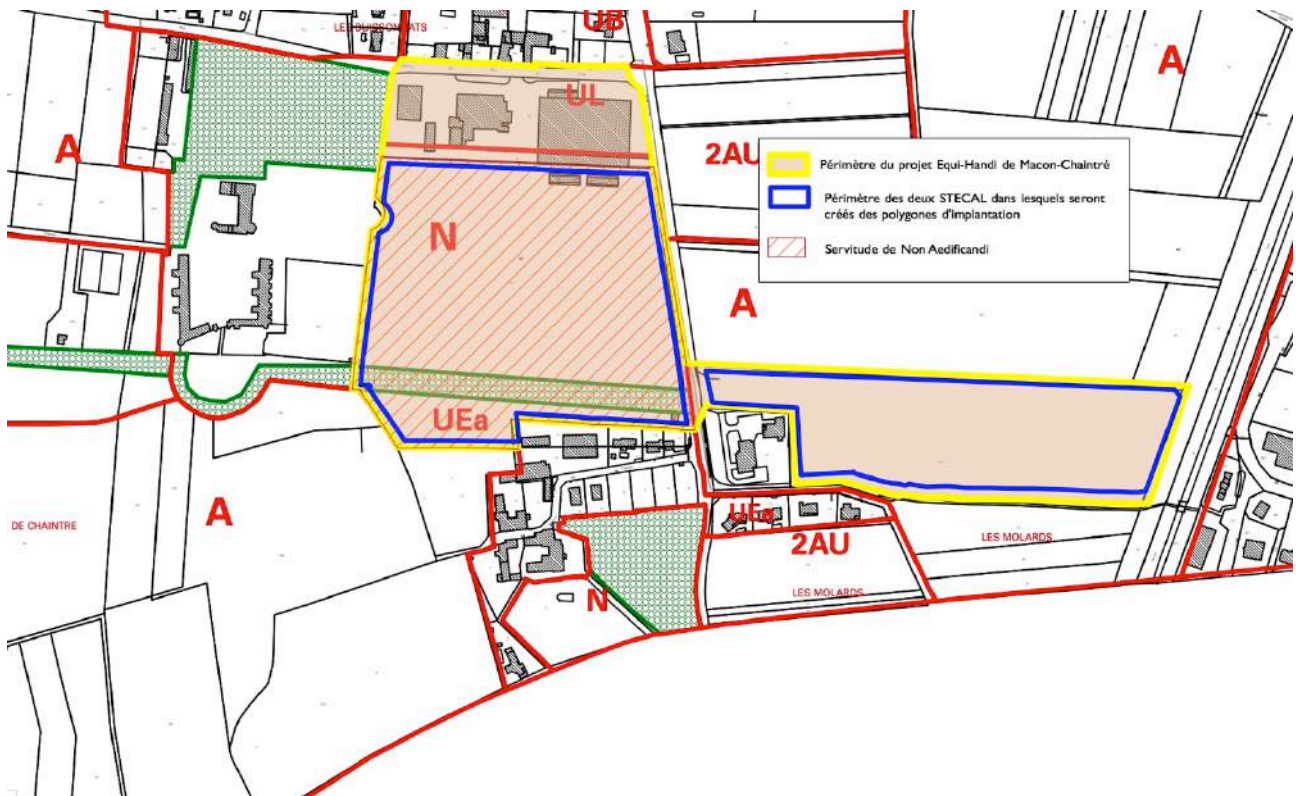 UB
LES BUISSONNATS
A
UL
A
2AU
Périmètre du projet Equi-Handi de Macon-Chaintré
Périmètre des deux STECAL dans lesquels seront
créés des polygones d'implantation
Servitude de Non Aedificandi
N
A
UEa
A
DE CHAINTRE
UEa
2AU
LES MOLARDS
LES MOLARDS
N